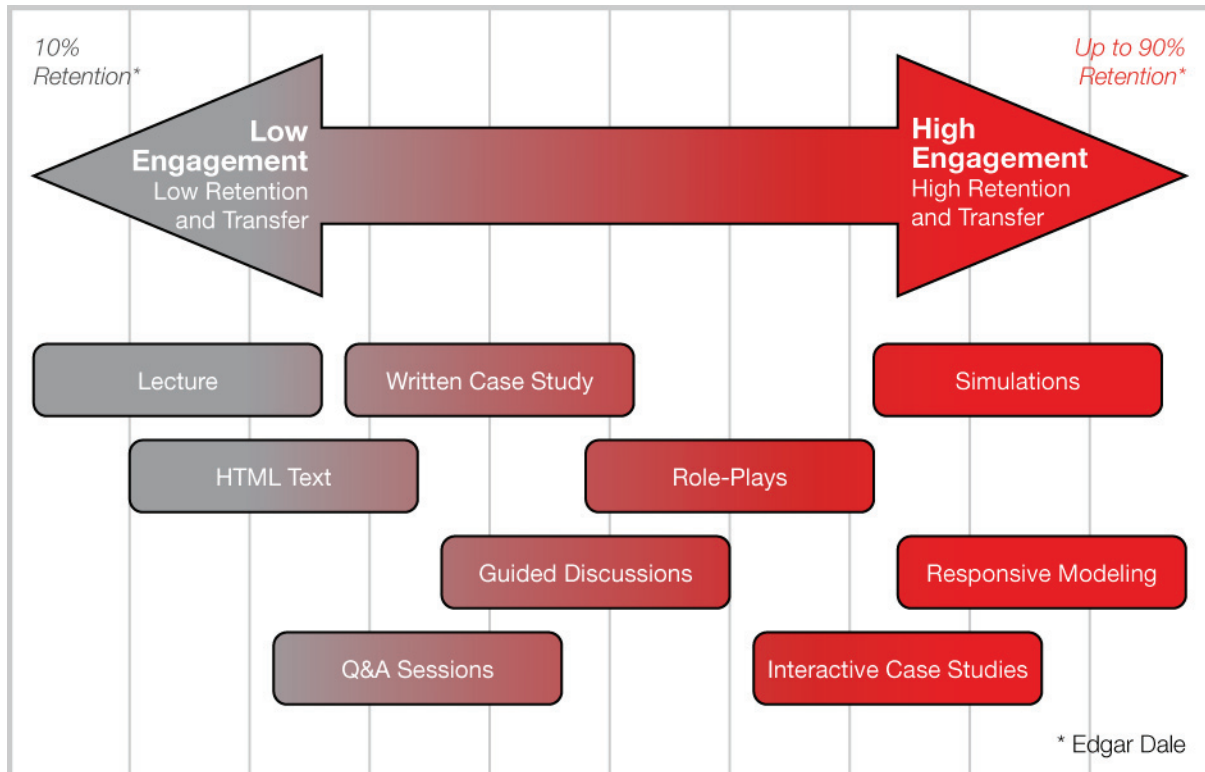 10%
Retention*
Up to 90%
Retention*
Low
Engagement
Low Retention
and Transfer
High
Engagement
High Retention
and Transfer
Lecture
Written Case Study
Simulations
HTML Text
Role-Plays
Guided Discussions
Responsive Modeling
Q&A Sessions
Interactive Case Studies
* Edgar Dale